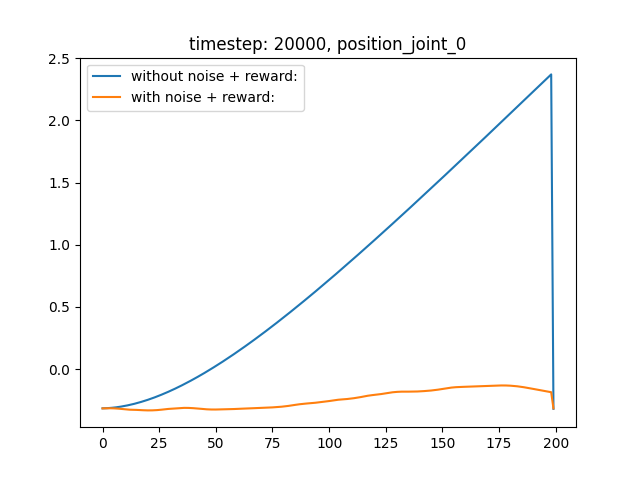 timestep: 20000, position_joint_0
without noise + reward:
with noise + reward:
2.5
2.0
1.5
1.0
0.5
0.0
0 25 50 75 100 125 150 175 200